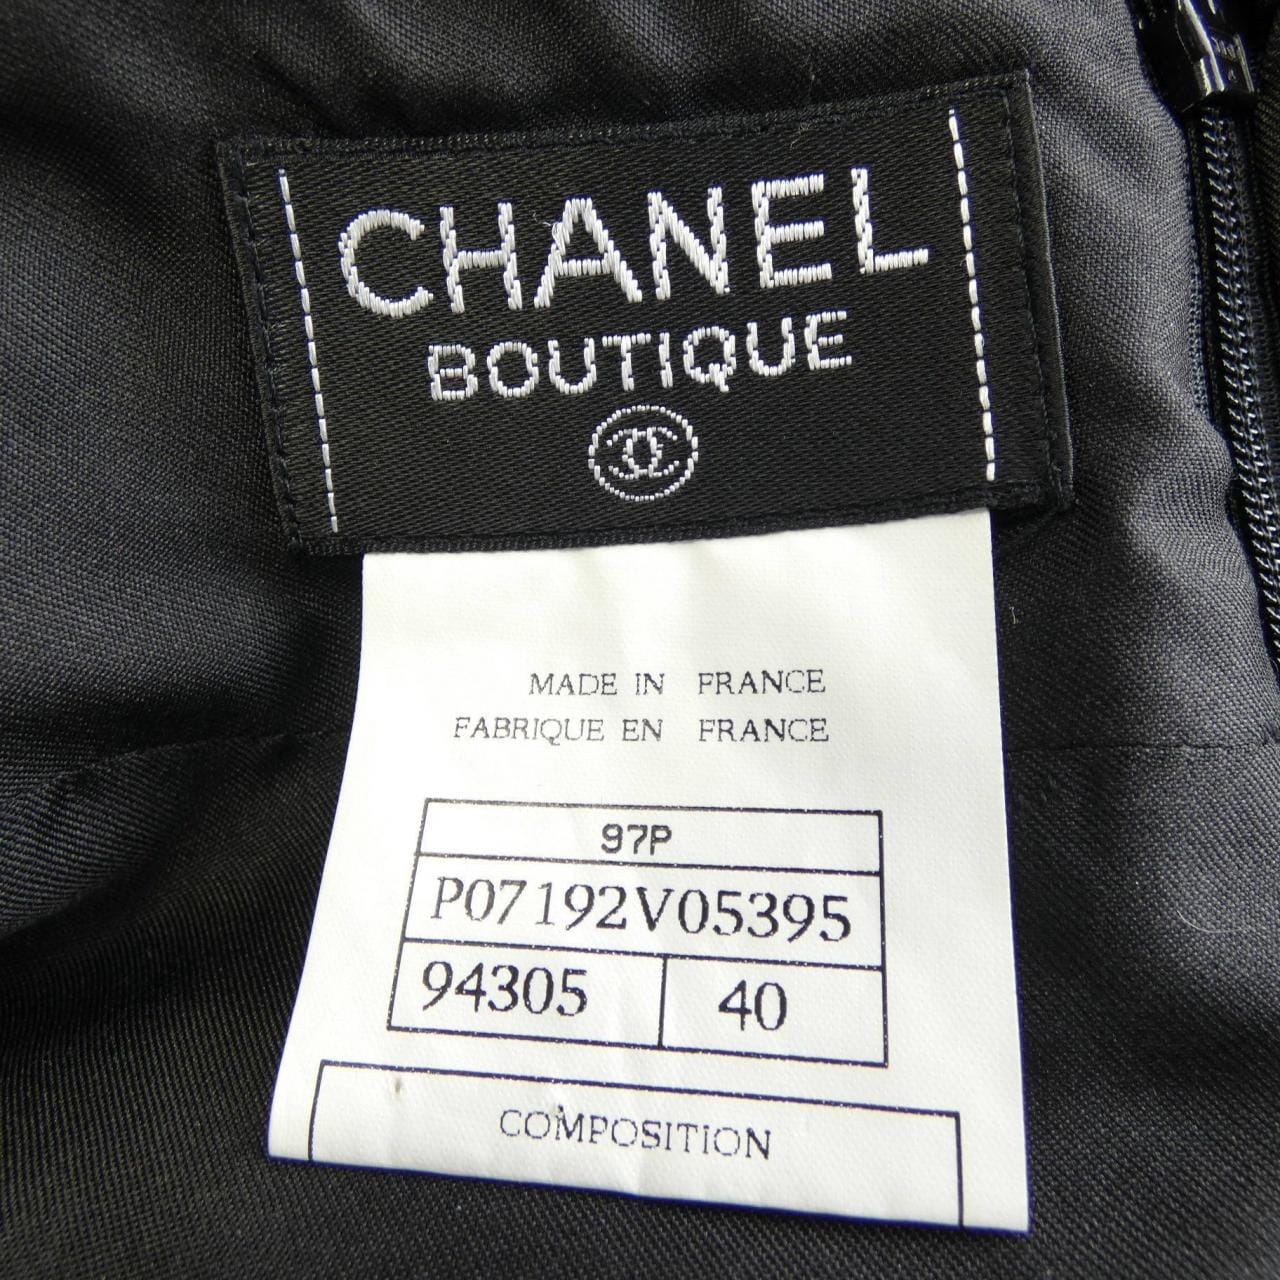 CHANEL
BOUTIQUE
MADE IN FRANCE
FABRIQUE EN FRANCE
97P
P07192V05395
94305 40
COMPOSITION